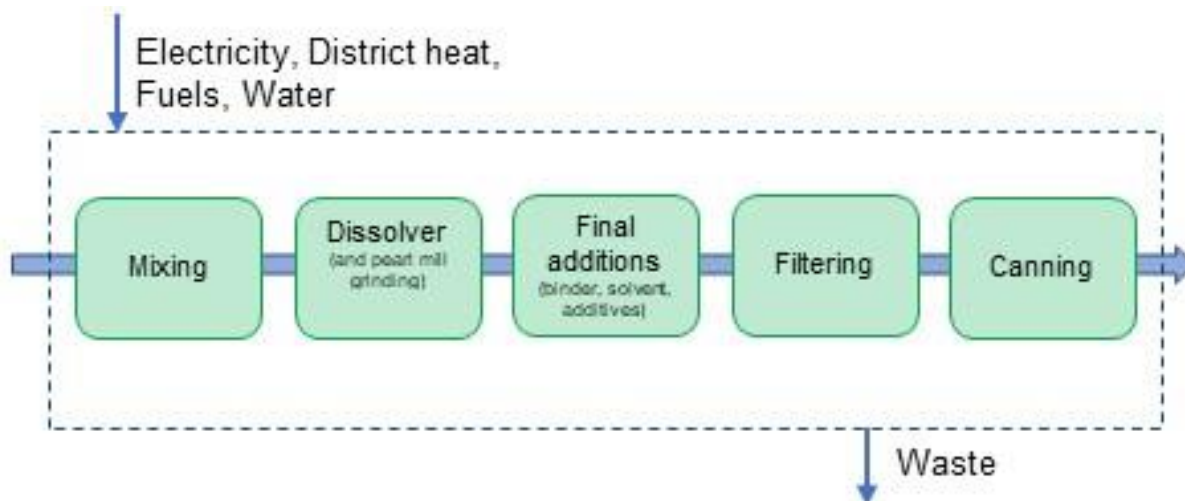 Electricity, District heat,
Fuels, Water
Mixing
Dissolver
(and pearl mill
grinding)
Final
additions
(binder, solvent,
additives)
Filtering
Canning
Waste